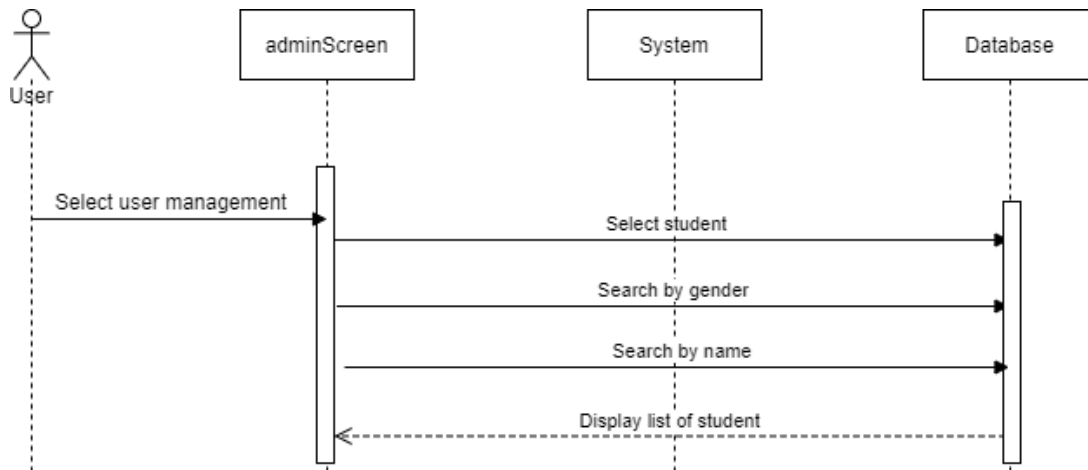 adminScreen
System
Database
User
Select user management
Select student
Search by gender
Search by name
Display list of student